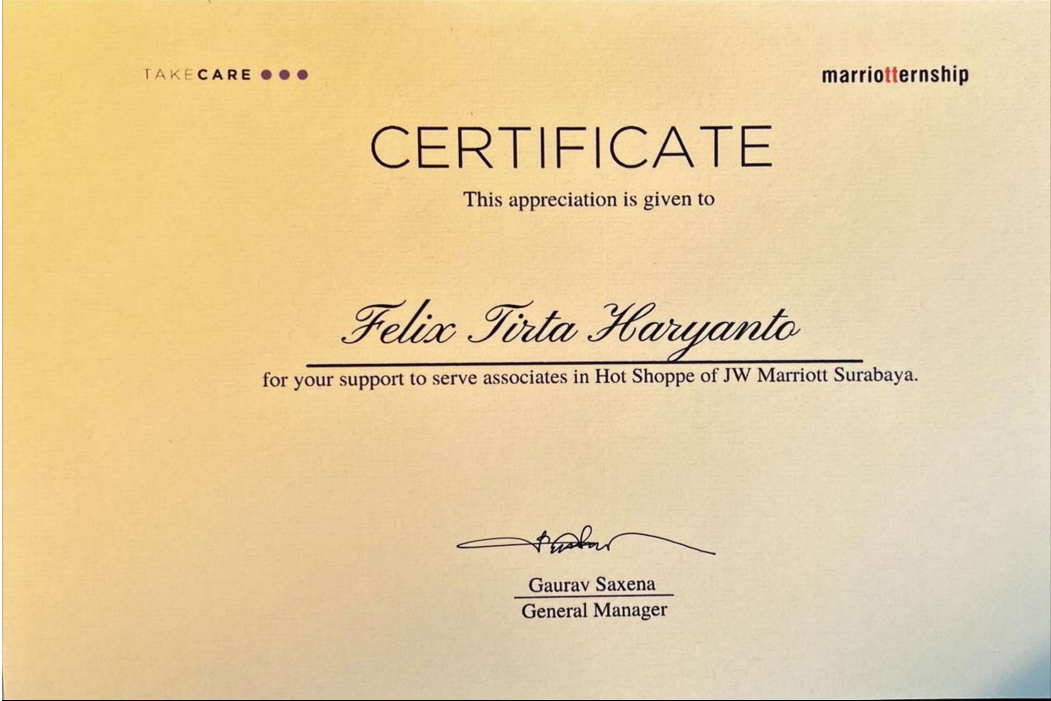 TAKECARE
marriotternship
CERTIFICATE
This appreciation is given to
Felix Tirta Haryanto
for your support to serve associates in Hot Shoppe of JW Marriott Surabaya.
Gaurav Saxena
General Manager